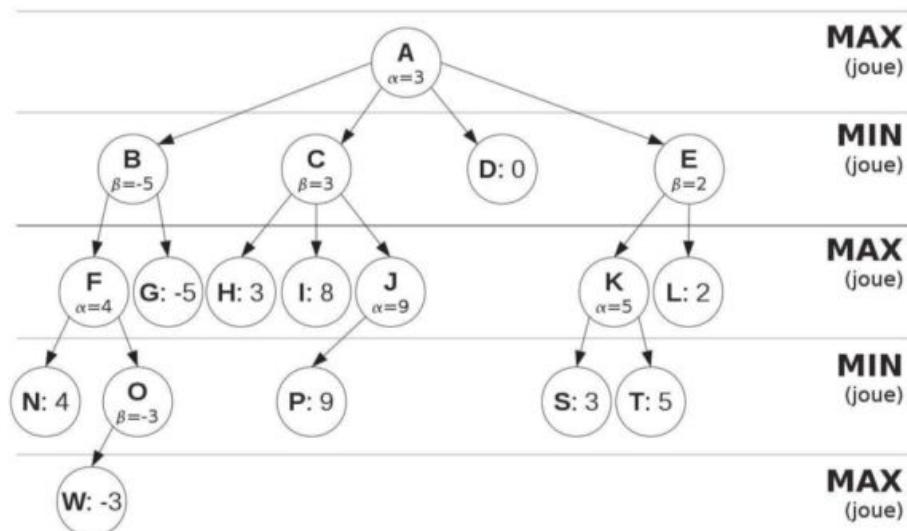 A
α=3
MAX
(joue)
B
β=-5
C
β=3
D: 0
E
β=2
MIN
(joue)
F
α=4
G: -5
H: 3
I: 8
J
α=9
K
α=5
L: 2
MAX
(joue)
N: 4
O
β=-3
P: 9
S: 3
T: 5
MIN
(joue)
W: -3
MAX
(joue)